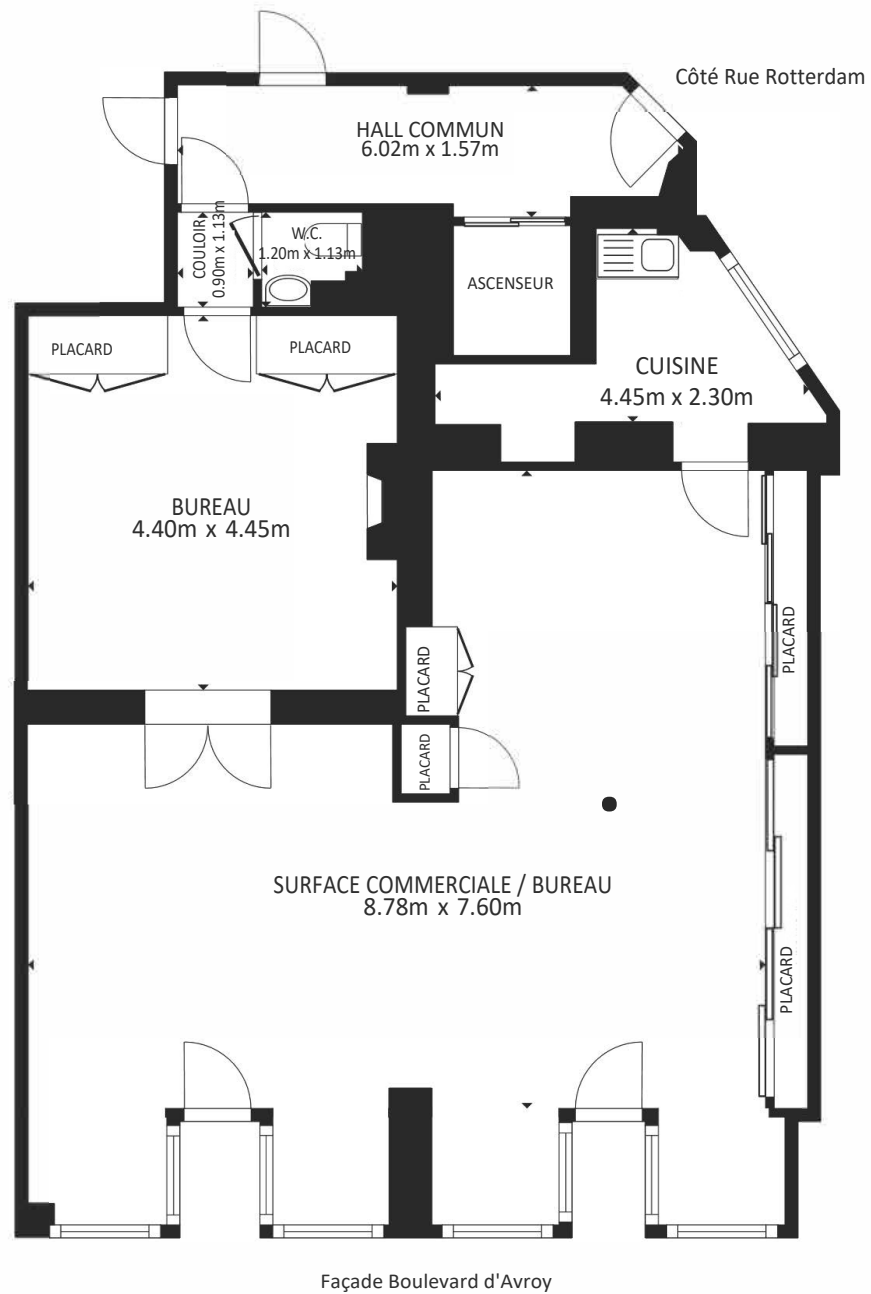 Côté Rue Rotterdam
HALL COMMUN
6.02m x 1.57m
COULOIR
0.90m x 1.13m
W.C.
1.20m x 1.13m
ASCENSEUR
PLACARD
PLACARD
CUISINE
4.45m x 2.30m
BUREAU
4.40m x 4.45m
PLACARD
PLACARD
PLACARD
SURFACE COMMERCIALE / BUREAU
8.78m x 7.60m
PLACARD
Façade Boulevard d'Avroy